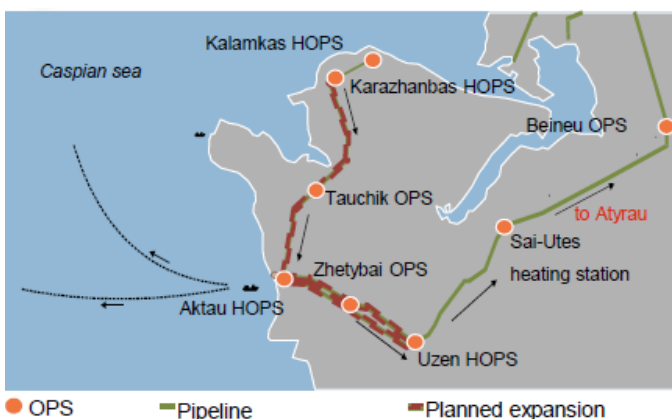 Kalamkas HOPS
Caspian sea
Karazhanbas HOPS
Beineu OPS
Tauchik OPS
to Atyrau
Sai-Utes
heating station
Zhetybai OPS
Aktau HOPS
Uzen HOPS
OPS
Pipeline
Planned expansion